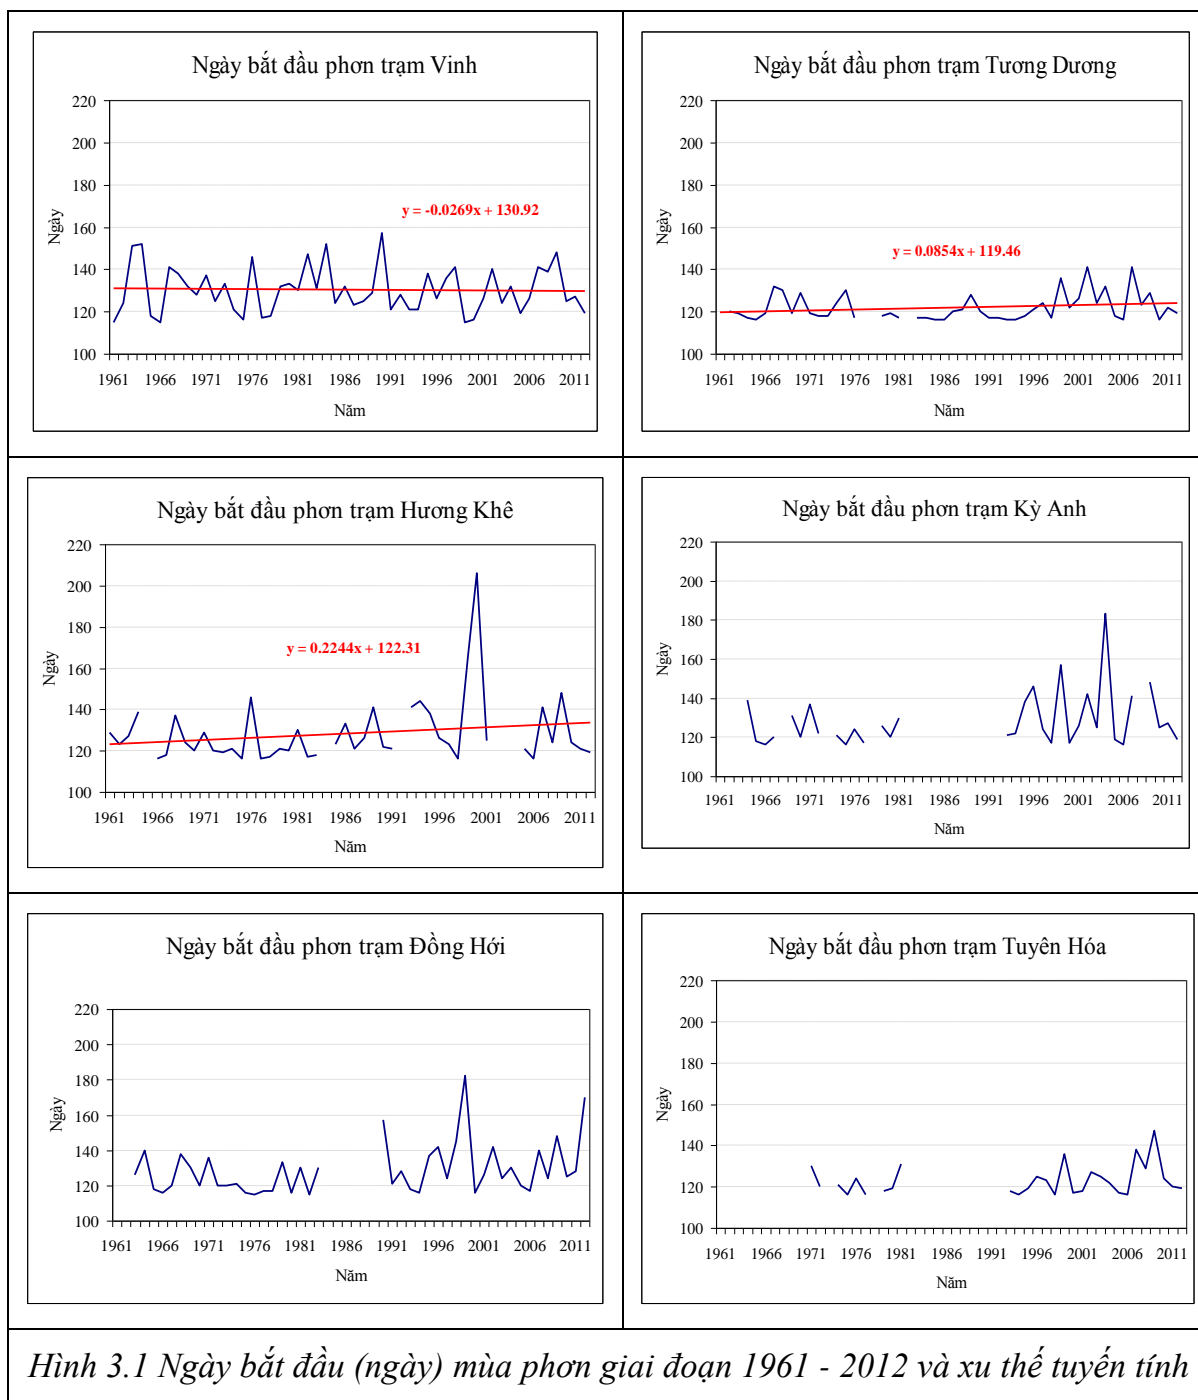 Ngày bắt đầu phơn trạm Vinh
220
200
180
160
140
120
100
Ngày
y = -0.0269x + 130.92
1961 1966 1971 1976 1981 1986 1991 1996 2001 2006 2011
Năm
Ngày bắt đầu phơn trạm Tương Dương
220
200
180
160
140
120
100
Ngày
y = 0.0854x + 119.46
1961 1966 1971 1976 1981 1986 1991 1996 2001 2006 2011
Năm
Ngày bắt đầu phơn trạm Hương Khê
220
200
180
160
140
120
100
Ngày
y = 0.2244x + 122.31
1961 1966 1971 1976 1981 1986 1991 1996 2001 2006 2011
Năm
Ngày bắt đầu phơn trạm Kỳ Anh
220
200
180
160
140
120
100
Ngày
1961 1966 1971 1976 1981 1986 1991 1996 2001 2006 2011
Năm
Ngày bắt đầu phơn trạm Đồng Hới
220
200
180
160
140
120
100
Ngày
1961 1966 1971 1976 1981 1986 1991 1996 2001 2006 2011
Năm
Ngày bắt đầu phơn trạm Tuyên Hóa
220
200
180
160
140
120
100
Ngày
1961 1966 1971 1976 1981 1986 1991 1996 2001 2006 2011
Năm
Hình 3.1 Ngày bắt đầu (ngày) mùa phơn giai đoạn 1961 - 2012 và xu thế tuyến tính